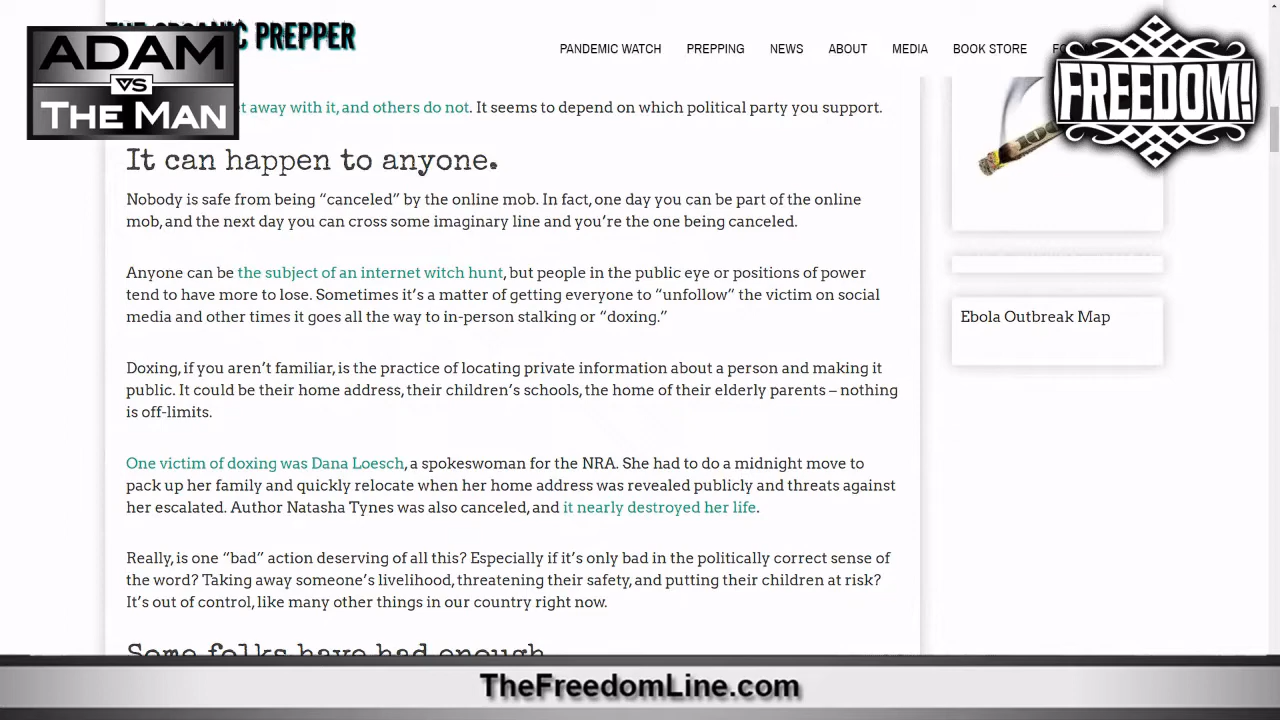 PREPPER
ADAM
VS
THE MAN
PANDEMIC WATCH PREPPING NEWS ABOUT MEDIA BOOK STORE
FREEDOM!
away with it, and others do not. It seems to depend on which political party you support.
It can happen to anyone.
Nobody is safe from being “canceled” by the online mob. In fact, one day you can be part of the online
mob, and the next day you can cross some imaginary line and you’re the one being canceled.
Anyone can be the subject of an internet witch hunt, but people in the public eye or positions of power
tend to have more to lose. Sometimes it’s a matter of getting everyone to “unfollow” the victim on social
media and other times it goes all the way to in-person stalking or “doxing.”
Doxing, if you aren’t familiar, is the practice of locating private information about a person and making it
public. It could be their home address, their children’s schools, the home of their elderly parents – nothing
is off-limits.
One victim of doxing was Dana Loesch, a spokeswoman for the NRA. She had to do a midnight move to
pack up her family and quickly relocate when her home address was revealed publicly and threats against
her escalated. Author Natasha Tynes was also canceled, and it nearly destroyed her life.
Really, is one “bad” action deserving of all this? Especially if it’s only bad in the politically correct sense of
the word? Taking away someone’s livelihood, threatening their safety, and putting their children at risk?
It’s out of control, like many other things in our country right now.
Some folks have had enough
Ebola Outbreak Map
TheFreedomLine.com